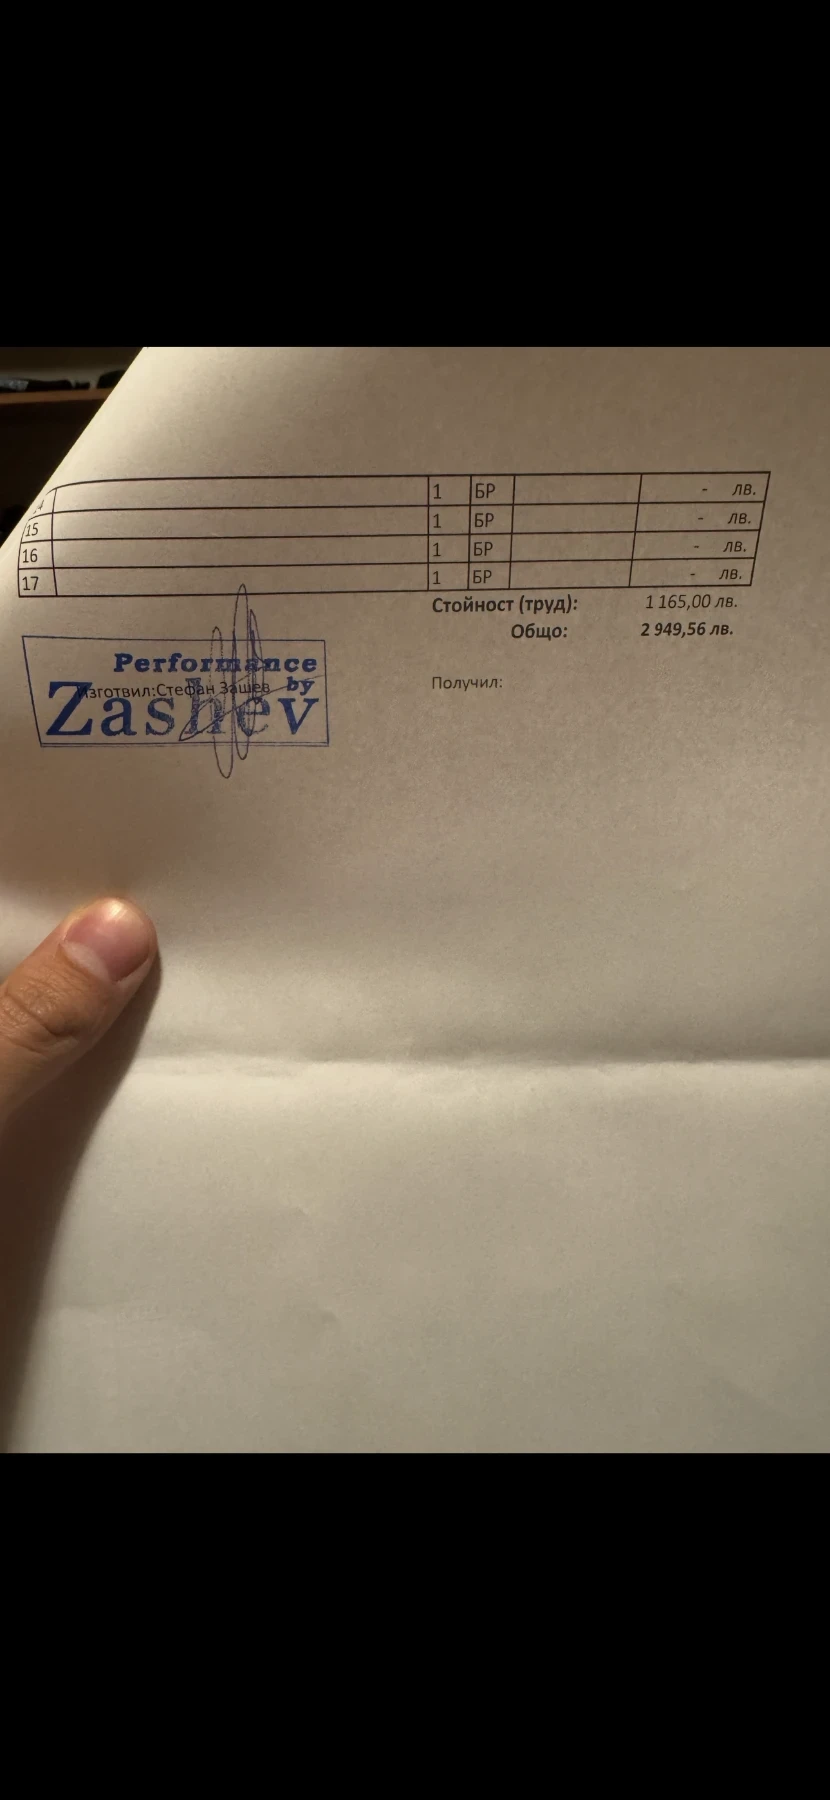 1 БР - лв.
15 1 БР - лв.
16 1 БР - лв.
17 1 БР - лв.
Стойност (труд): 1 165,00 лв.
Общо: 2 949,56 лв.
Performance
Изготвил:Стефан Зашев by
Zashev
Получил: